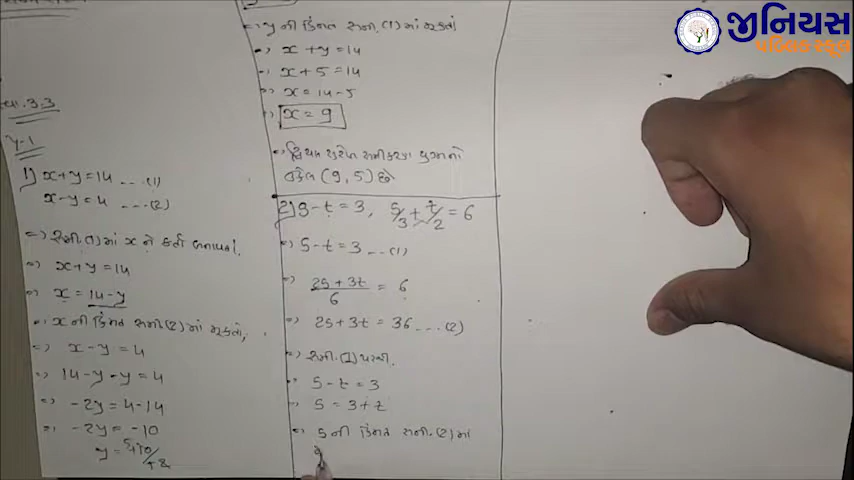 જીનિયસ
પબ્લિક સ્કૂલ
સ્વા.3.3
પ્ર-1
1) x+y=14 ...(1)
x-y=4 ...(2)
=> સમી.(1)માં x ને કર્તા બનાવતાં.
=> x+y=14
=> x=14-y
=> x ની કિંમત સમી(2)માં મૂકતાં,
=> x-y=4
=> 14-y-y=4
=> -2y=4-14
=> -2y=-10
y=
=> y ની કિંમત સમી.(1)માં મૂકતાં
=> x+y=14
=> x+5=14
=> x=14-5
=> x=9
=> દ્વિચલ સુરેખ સમીકરણ યુગ્મનો
ઉકેલ (9,5) છે
2) s-t=3, s/3+t/2=6
=> s-t=3 ...(1)
=> 2s+3t/6=6
=> 2s+3t=36 ...(2)
=> સમી.(1)પરથી.
=> s-t=3
=> s=3+t
=> s ની કિંમત સમી.(2)માં